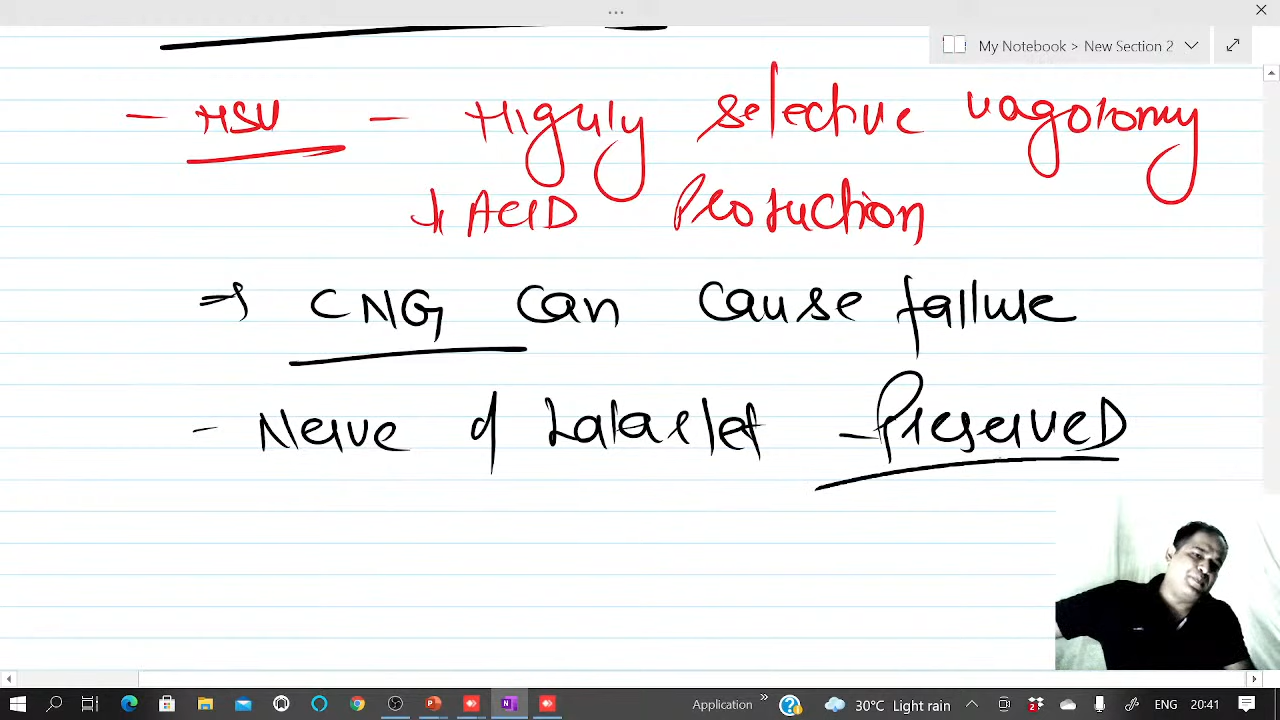 My Notebook > New Section 2
- HSV - Highly selective vagotomy
↓ ACID Production
⇒ CNG can cause failure
- Nerve of Latarjet - PreserveD
Application
30°C Light rain
ENG 20:41